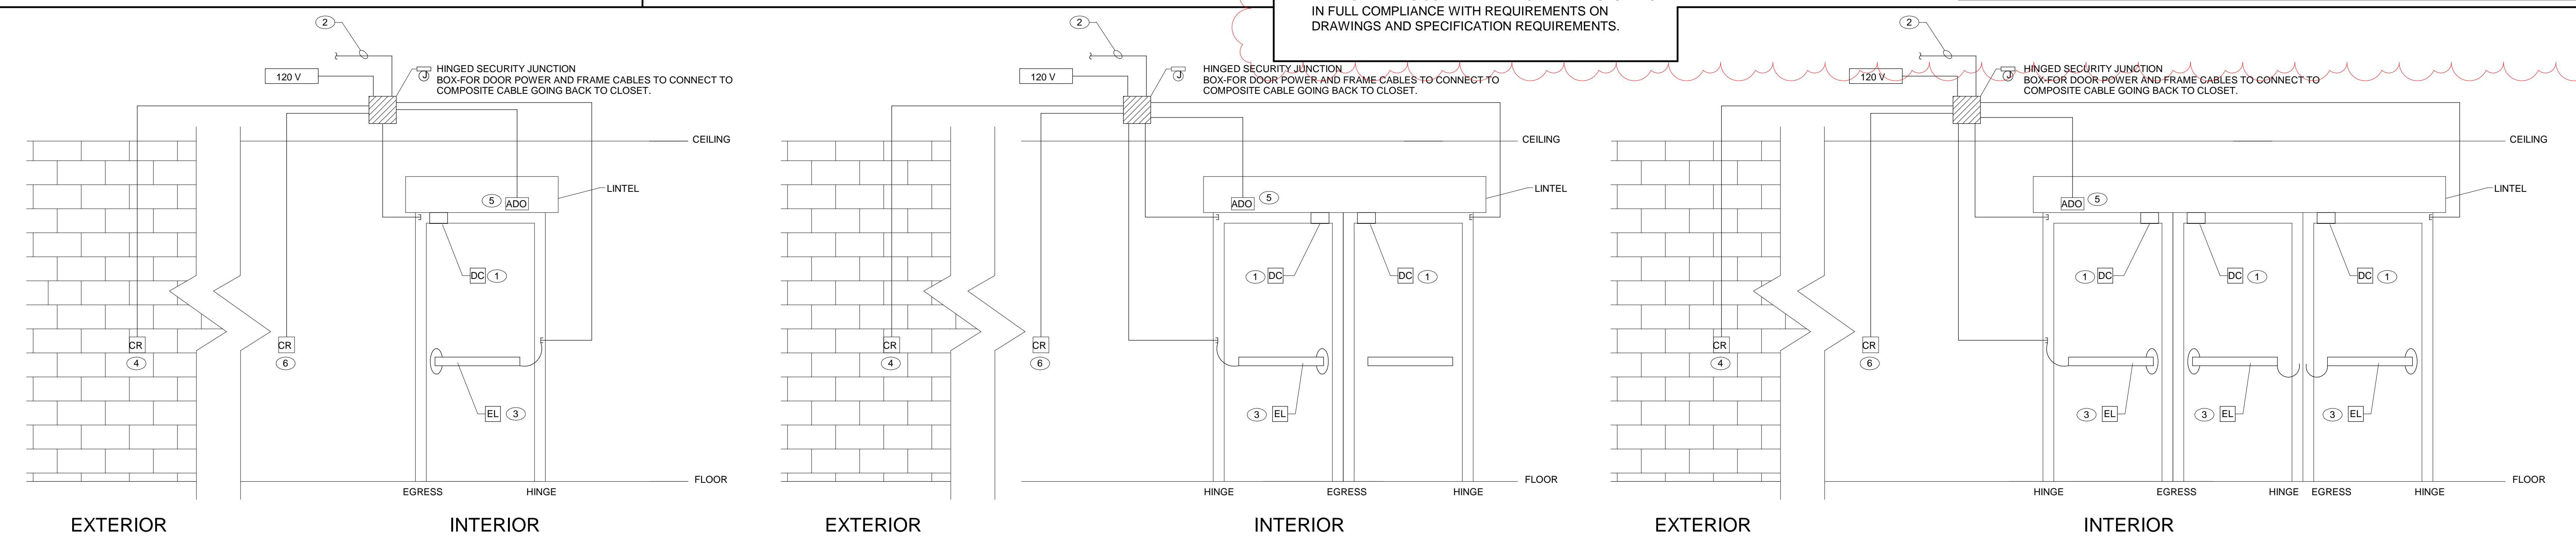 IN FULL COMPLIANCE WITH REQUIREMENTS ON
DRAWINGS AND SPECIFICATION REQUIREMENTS.
2
120 V
J
HINGED SECURITY JUNCTION
BOX-FOR DOOR POWER AND FRAME CABLES TO CONNECT TO
COMPOSITE CABLE GOING BACK TO CLOSET.
CEILING
LINTEL
5 ADO
DC 1
CR
4
CR
6
EL 3
FLOOR
EGRESS HINGE
EXTERIOR INTERIOR
2
120 V
J
HINGED SECURITY JUNCTION
BOX-FOR DOOR POWER AND FRAME CABLES TO CONNECT TO
COMPOSITE CABLE GOING BACK TO CLOSET.
CEILING
LINTEL
ADO 5
1 DC DC 1
CR
4
CR
6
3 EL
FLOOR
HINGE EGRESS HINGE
EXTERIOR INTERIOR
2
120 V
J
HINGED SECURITY JUNCTION
BOX-FOR DOOR POWER AND FRAME CABLES TO CONNECT TO
COMPOSITE CABLE GOING BACK TO CLOSET.
CEILING
LINTEL
ADO 5
1 DC DC 1 DC 1
CR
4
CR
6
3 EL 3 EL 3 EL
FLOOR
HINGE EGRESS HINGE EGRESS HINGE
EXTERIOR INTERIOR